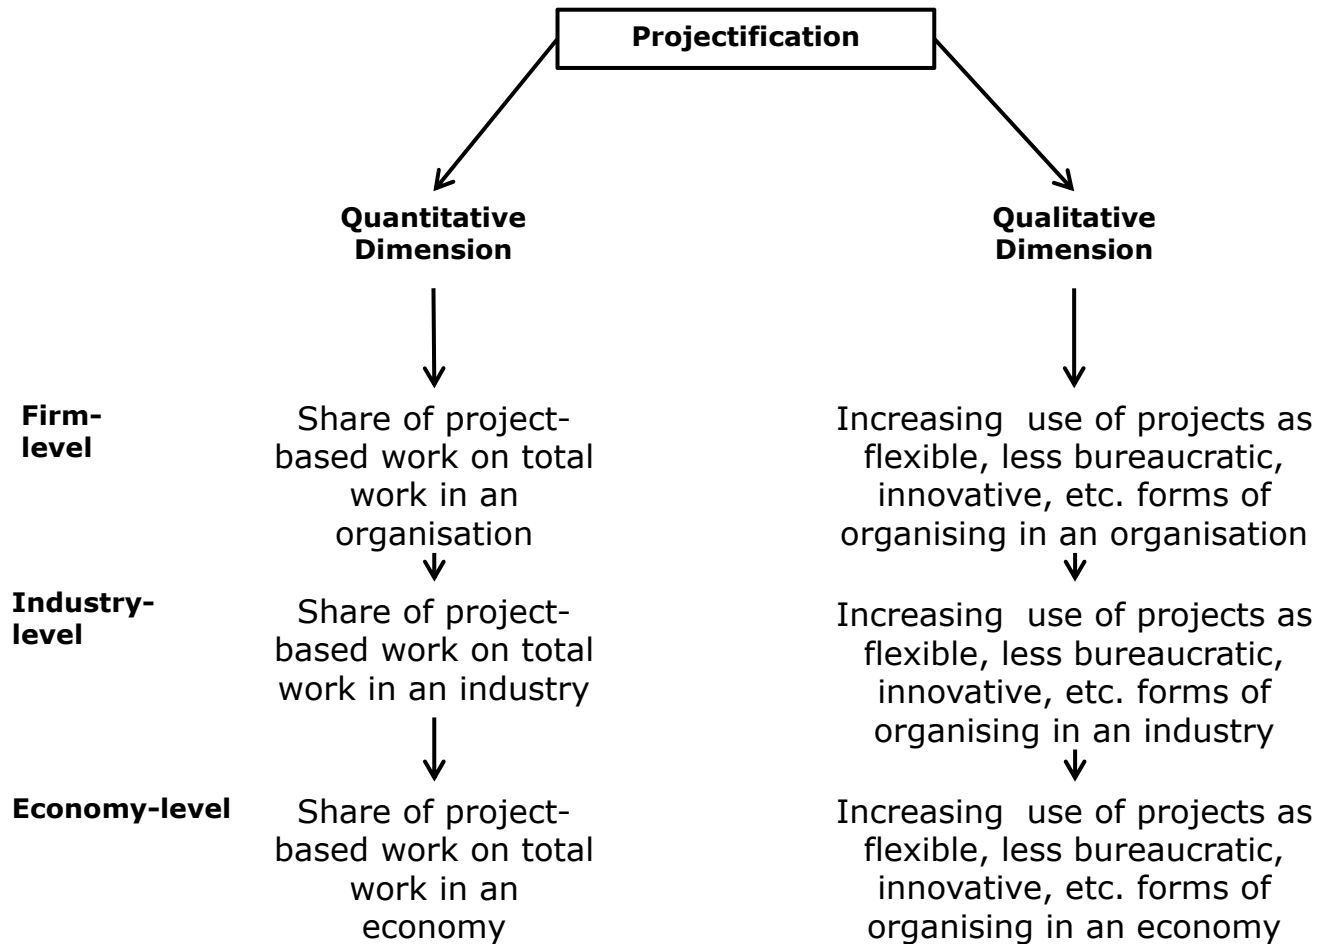 Projectification
Quantitative
Dimension
Qualitative
Dimension
Firm-
level
Share of project-
based work on total
work in an
organisation
Increasing  use of projects as
flexible, less bureaucratic,
innovative, etc. forms of
organising in an organisation
Industry-
level
Share of project-
based work on total
work in an industry
Increasing  use of projects as
flexible, less bureaucratic,
innovative, etc. forms of
organising in an industry
Economy-level
Share of project-
based work on total
work in an
economy
Increasing  use of projects as
flexible, less bureaucratic,
innovative, etc. forms of
organising in an economy